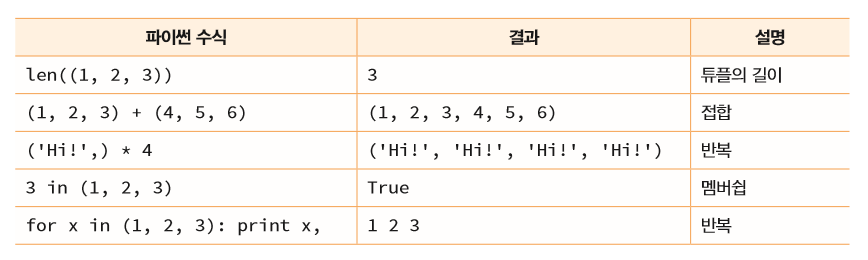 파이썬 수식 결과 설명
len((1, 2, 3)) 3 튜플의 길이
(1, 2, 3) + (4, 5, 6) (1, 2, 3, 4, 5, 6) 접합
('Hi!',) * 4 ('Hi!', 'Hi!', 'Hi!', 'Hi!') 반복
3 in (1, 2, 3) True 멤버쉽
for x in (1, 2, 3): print x, 1 2 3 반복